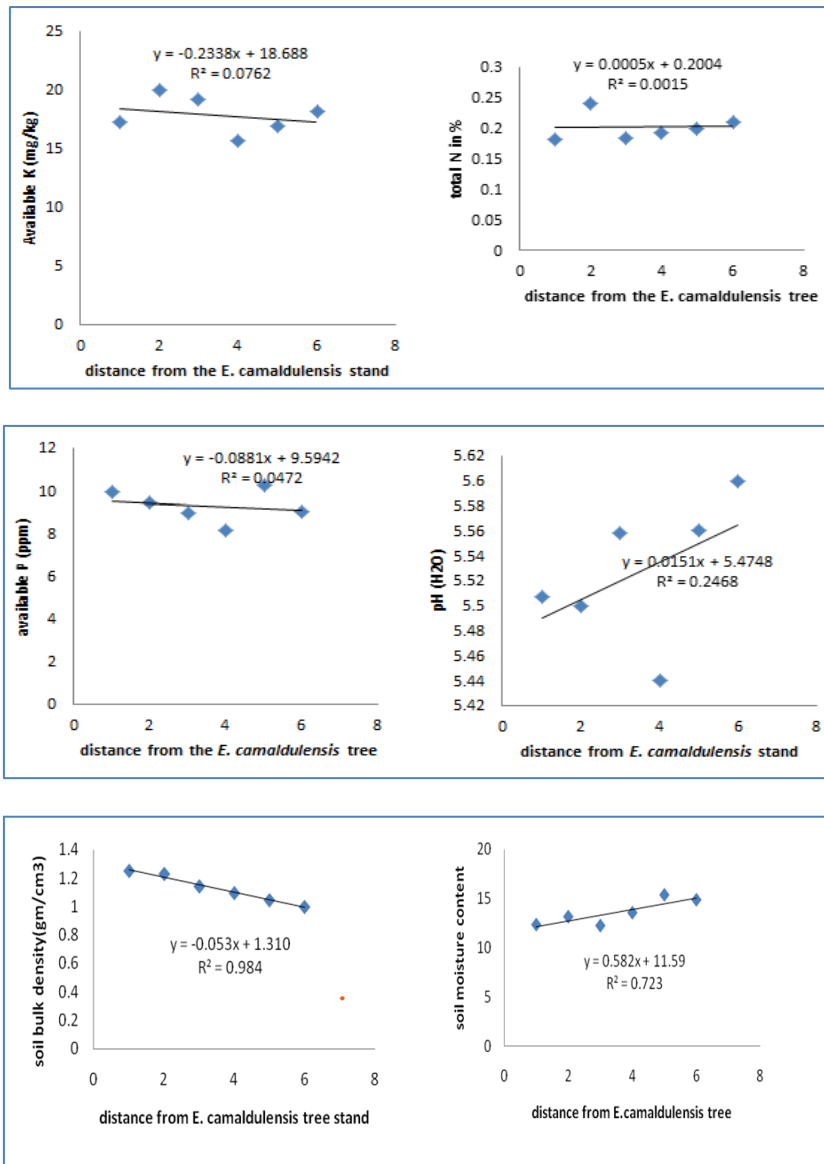 y = -0.2338x + 18.688
R² = 0.0762
25
20
15
10
5
0
Available K (mg/kg)
0 2 4 6 8
distance from the E. camaldulensis stand
y = 0.0005x + 0.2004
R² = 0.0015
0.3
0.25
0.2
0.15
0.1
0.05
0
total N in %
0 2 4 6 8
distance from the E. camaldulensis tree
y = -0.0881x + 9.5942
R² = 0.0472
12
10
8
6
4
2
0
available P (ppm)
0 2 4 6 8
distance from the E. camaldulensis tree
5.62
5.6
5.58
5.56
5.54
5.52
5.5
5.48
5.46
5.44
5.42
pH (H2O)
y = 0.0151x + 5.4748
R² = 0.2468
0 2 4 6 8
distance from E. camaldulensis stand
1.4
1.2
1
0.8
0.6
0.4
0.2
0
soil bulk density(gm/cm3)
y = -0.053x + 1.310
R² = 0.984
0 2 4 6 8
distance from E. camaldulensis tree stand
20
15
10
5
0
soil moisture content
y = 0.582x + 11.59
R² = 0.723
0 2 4 6 8
distance from E.camaldulensis tree